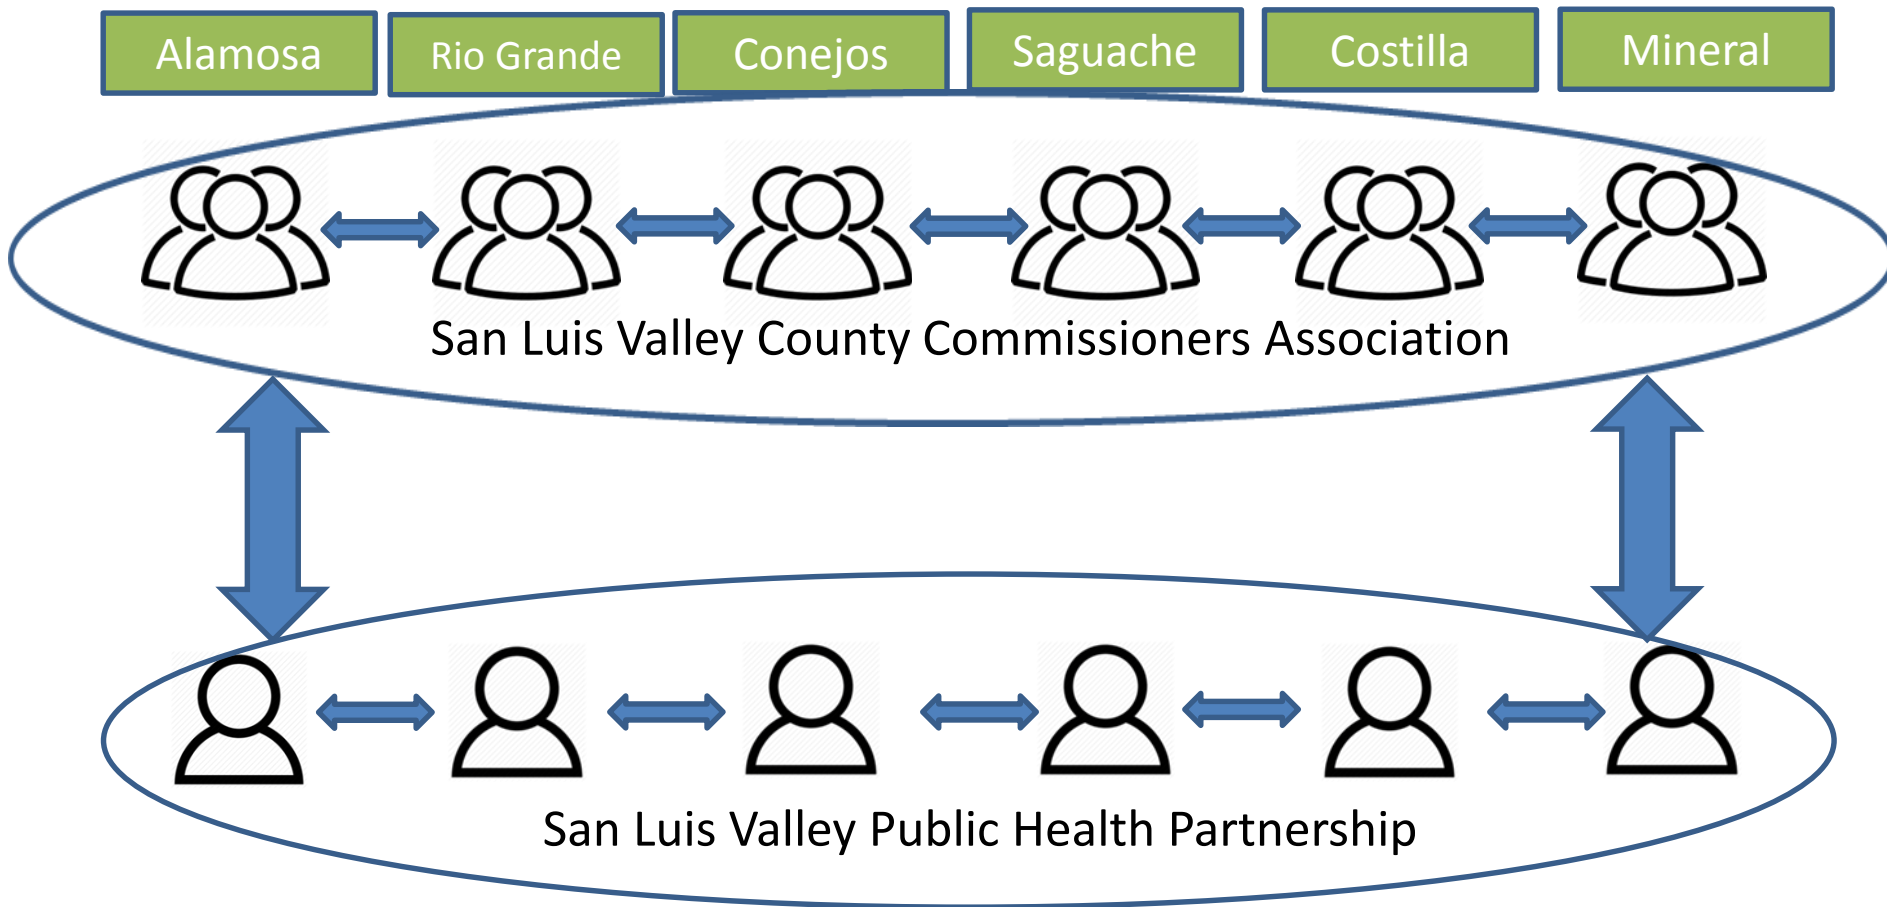 Alamosa
Rio Grande
Conejos
Saguache
Costilla
Mineral
San Luis Valley County Commissioners Association
San Luis Valley Public Health Partnership